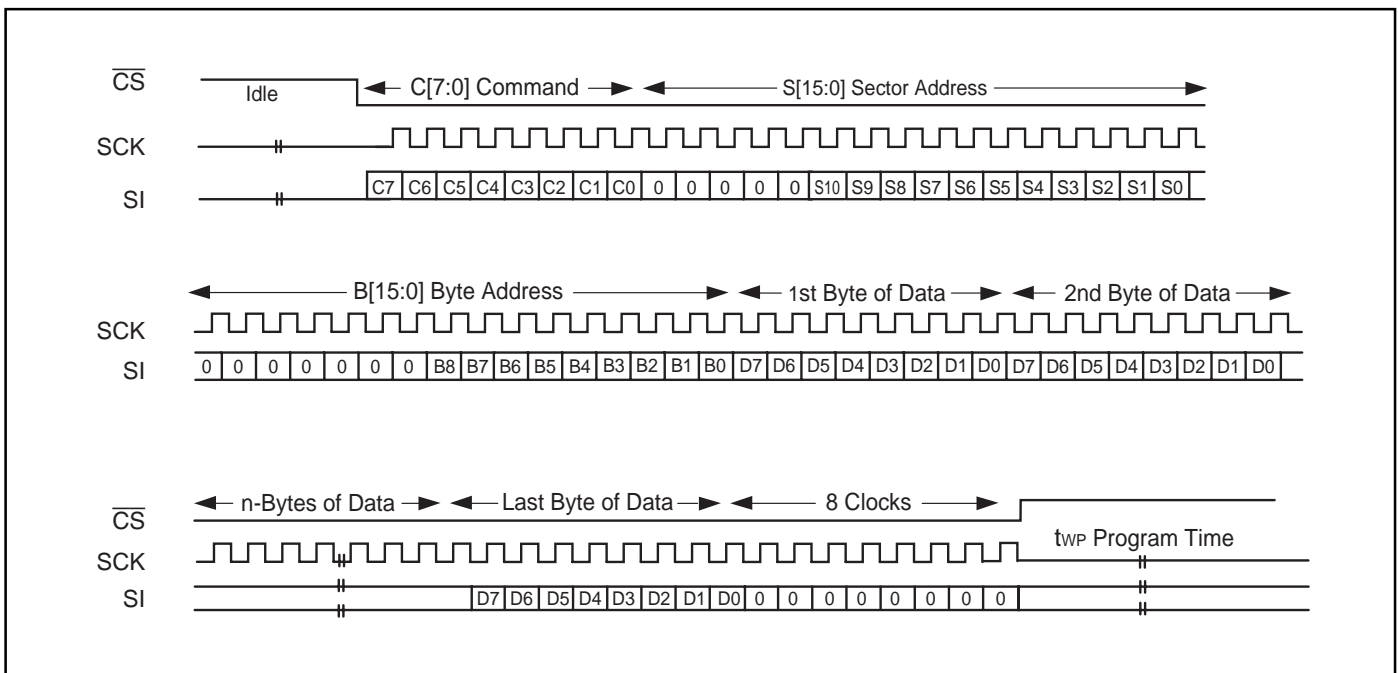 CS Idle C[7:0] Command S[15:0] Sector Address
SCK
SI C7 C6 C5 C4 C3 C2 C1 C0 0 0 0 0 0 S10 S9 S8 S7 S6 S5 S4 S3 S2 S1 S0
B[15:0] Byte Address 1st Byte of Data 2nd Byte of Data
SCK
SI 0 0 0 0 0 0 0 B8 B7 B6 B5 B4 B3 B2 B1 B0 D7 D6 D5 D4 D3 D2 D1 D0 D7 D6 D5 D4 D3 D2 D1 D0
n-Bytes of Data Last Byte of Data 8 Clocks
CS
SCK tWP Program Time
SI D7 D6 D5 D4 D3 D2 D1 D0 0 0 0 0 0 0 0 0